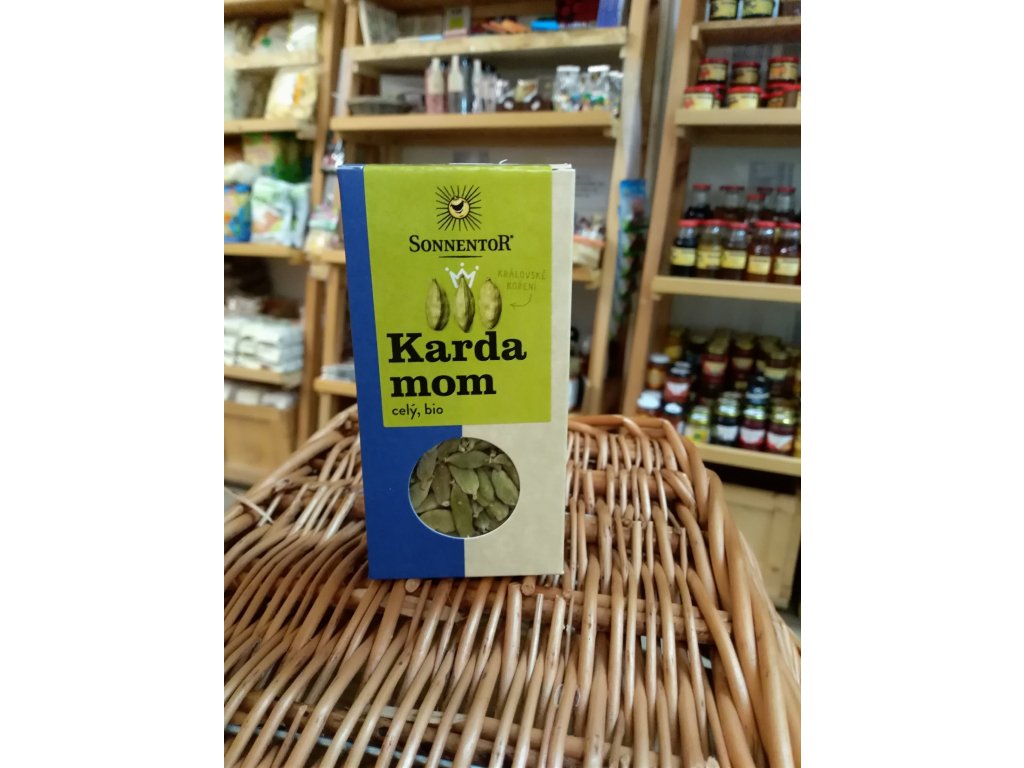 SONNENTOR®
KRÁLOVSKÉ
KOŘENÍ
Karda
mom
celý, bio